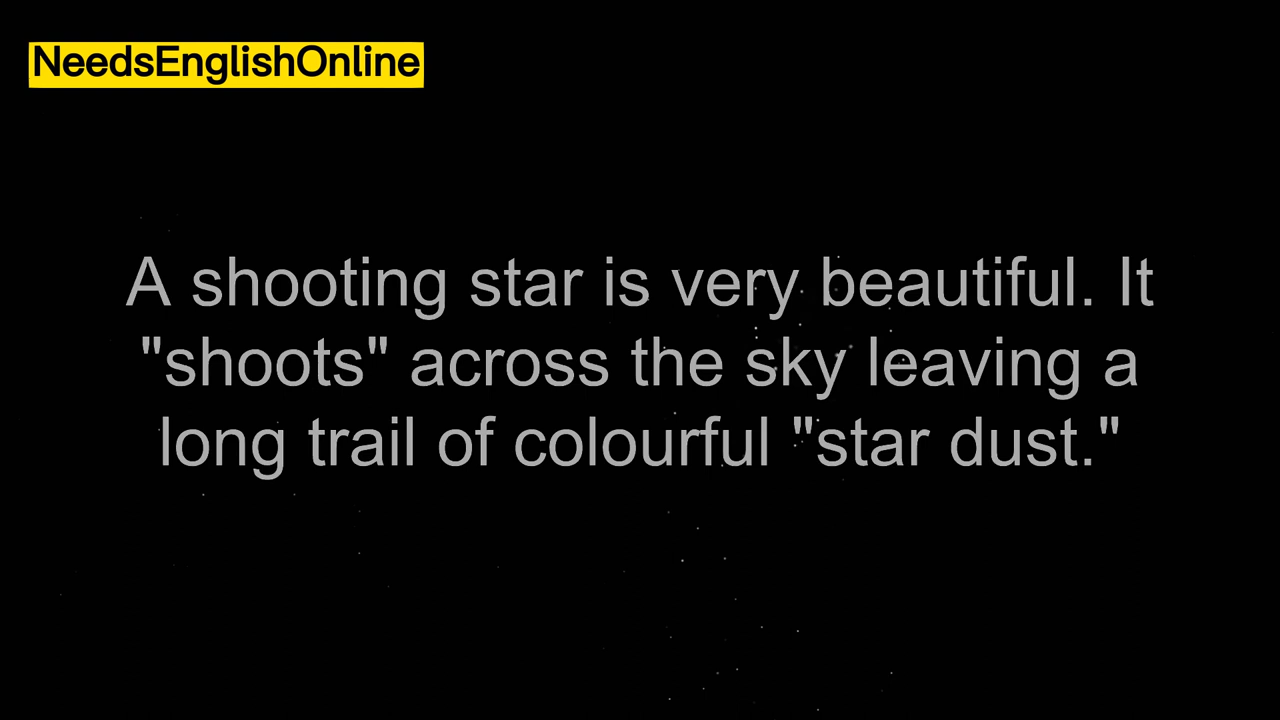 NeedsEnglishOnline
A shooting star is very beautiful. It
"shoots" across the sky leaving a
long trail of colourful "star dust."